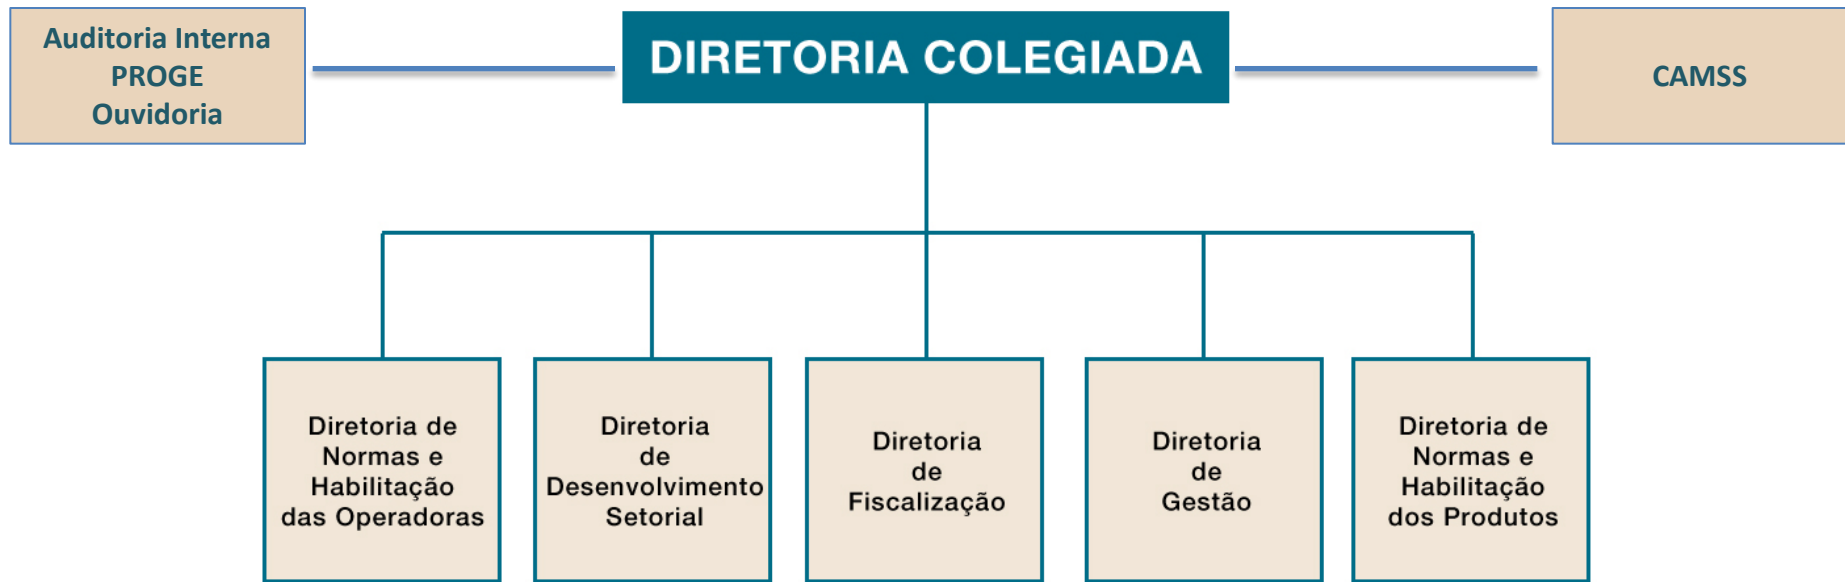 Auditoria Interna
PROGE
Ouvidoria
DIRETORIA COLEGIADA
CAMSS
Diretoria de
Normas e
Habilitação
das Operadoras
Diretoria
de
Desenvolvimento
Setorial
Diretoria
de
Fiscalização
Diretoria
de
Gestão
Diretoria de
Normas e
Habilitação
dos Produtos